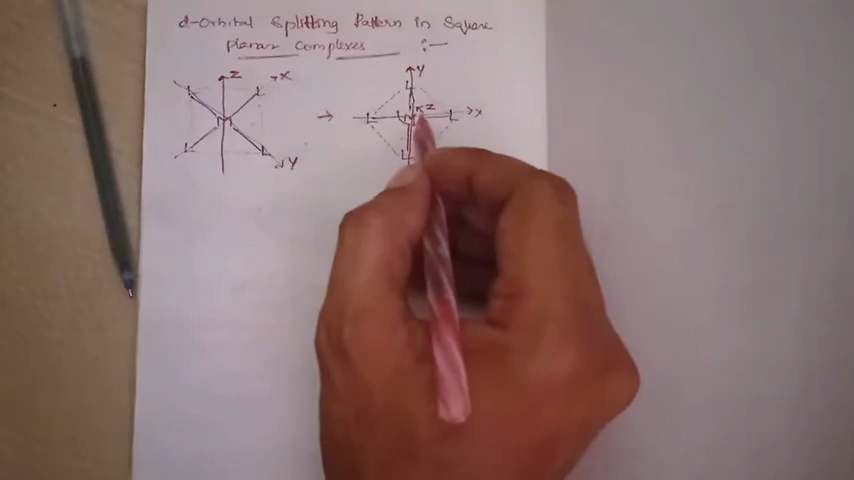 d-Orbital Splitting Pattern in Square
planar Complexes :-
Z
X
L
L
M
L
L
Y
→
Y
L
Z
L
L
X
L